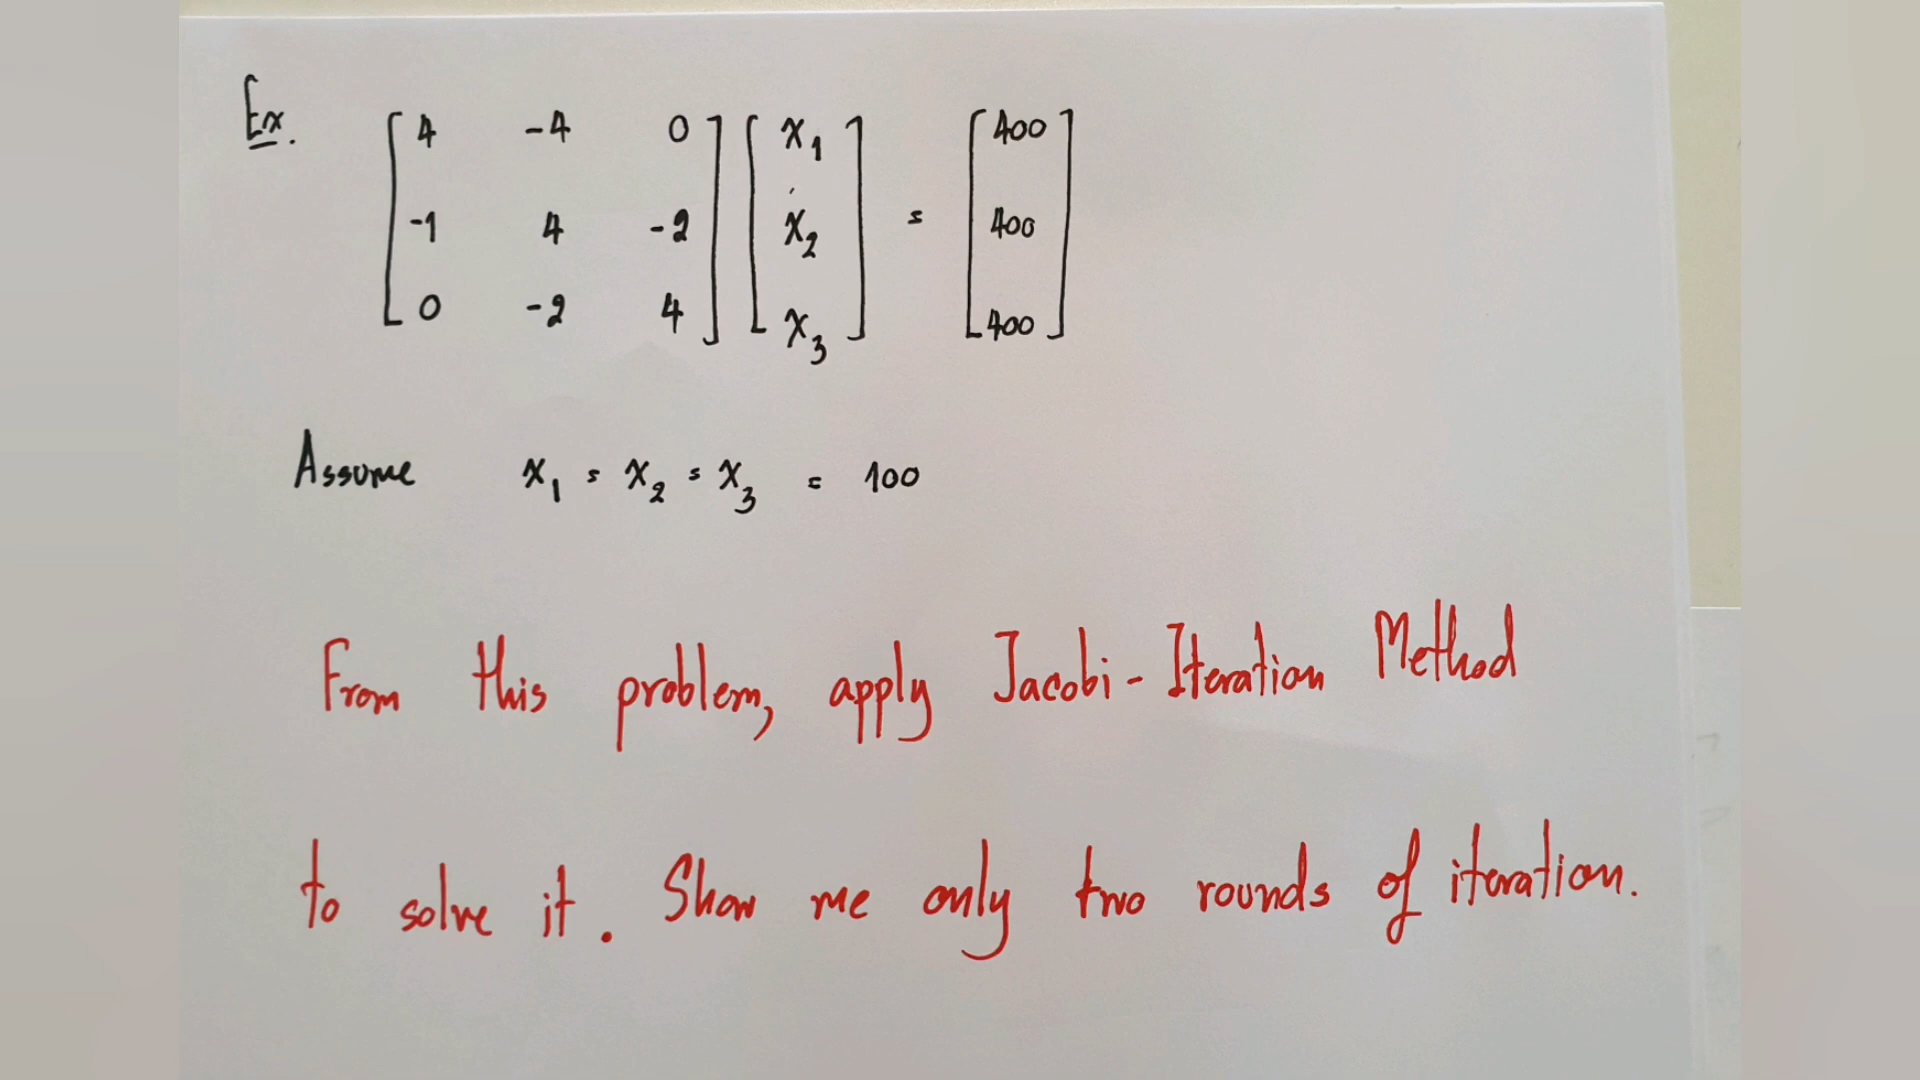 Ex. [ 4 -4 0 ] [ x₁ ] = [ 400 ]
[ -1 4 -2 ] [ x₂ ] [ 400 ]
[ 0 -2 4 ] [ x₃ ] [ 400 ]
Assume x₁ = x₂ = x₃ = 100
From this problem, apply Jacobi-Iteration Method
to solve it. Show me only two rounds of iteration.